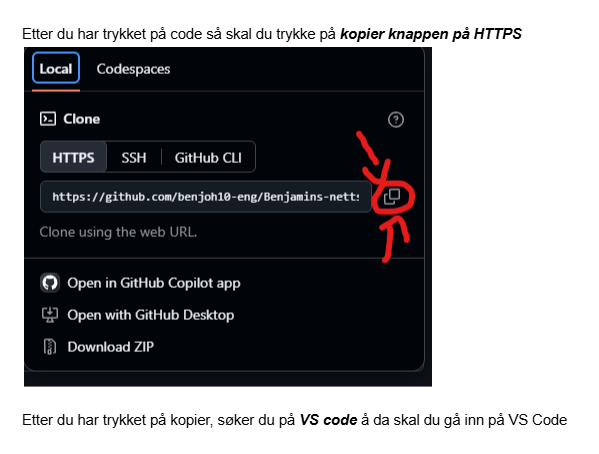 Etter du har trykket på code så skal du trykke på kopier knappen på HTTPS
Local Codespaces
Clone
HTTPS SSH GitHub CLI
https://github.com/benjoh10-eng/Benjamins-netts
Clone using the web URL.
Open in GitHub Copilot app
Open with GitHub Desktop
Download ZIP
Etter du har trykket på kopier, søker du på VS code å da skal du gå inn på VS Code